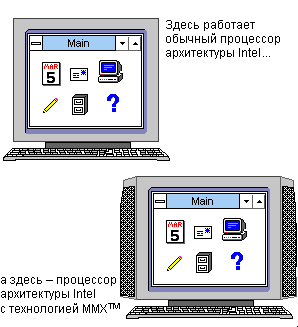 Здесь работает
обычный процессор
архитектуры Intel...
Main
MAR
5
?
Main
MAR
5
?
а здесь – процессор
архитектуры Intel
с технологией MMX™